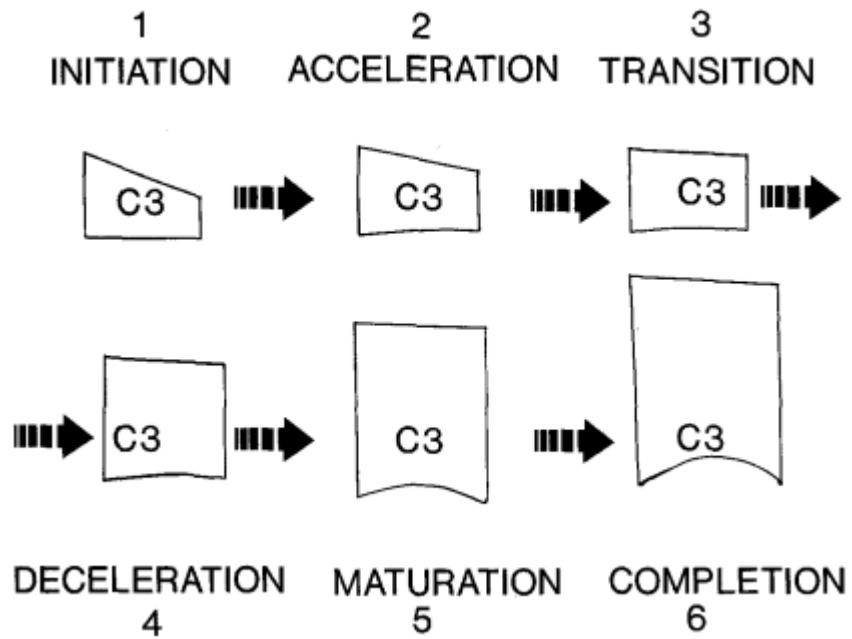 1 2 3
INITIATION ACCELERATION TRANSITION
C3 C3 C3
C3 C3 C3
DECELERATION MATURATION COMPLETION
4 5 6